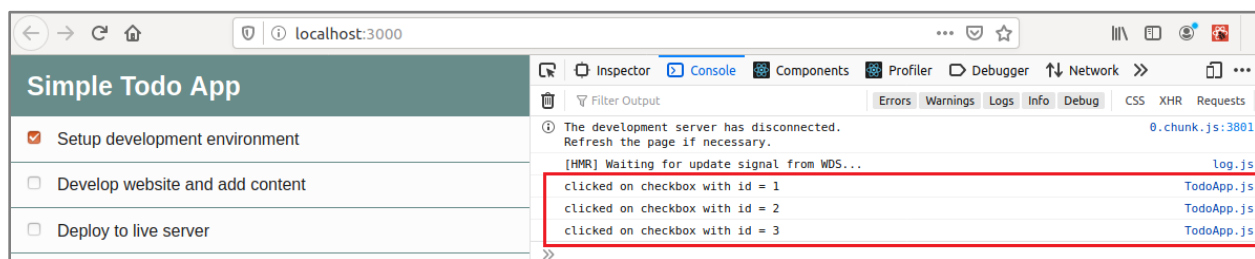 localhost:3000
Simple Todo App
Setup development environment
Develop website and add content
Deploy to live server
Inspector Console Components Profiler Debugger Network
Filter Output Errors Warnings Logs Info Debug CSS XHR Requests
The development server has disconnected. 0.chunk.js:3801
Refresh the page if necessary.
[HMR] Waiting for update signal from WDS... log.js
clicked on checkbox with id = 1 TodoApp.js
clicked on checkbox with id = 2 TodoApp.js
clicked on checkbox with id = 3 TodoApp.js